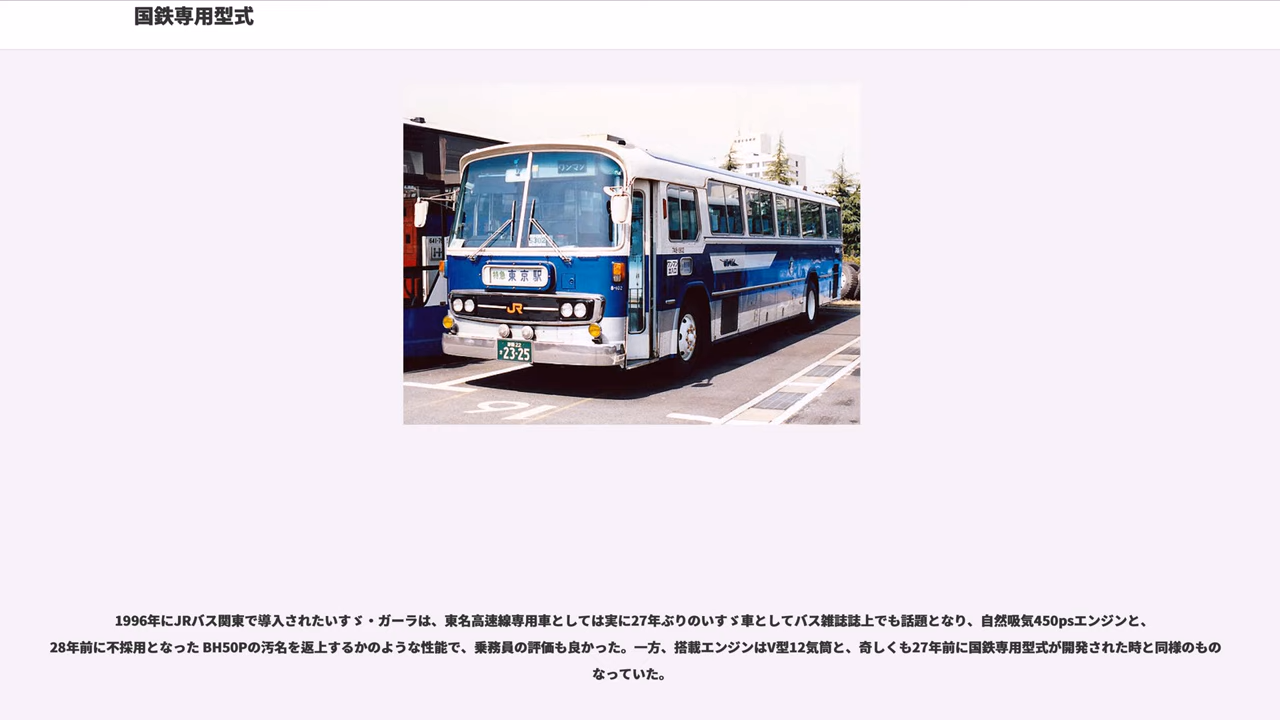 国鉄専用型式
ワンマン
特急 東京駅
JR
23-25
16
1996年にJRバス関東で導入されたいすゞ・ガーラは、東名高速線専用車としては実に27年ぶりのいすゞ車としてバス雑誌誌上でも話題となり、自然吸気450psエンジンと、
28年前に不採用となった BH50Pの汚名を返上するかのような性能で、乗務員の評価も良かった。一方、搭載エンジンはV型12気筒と、奇しくも27年前に国鉄専用型式が開発された時と同様のもの
なっていた。